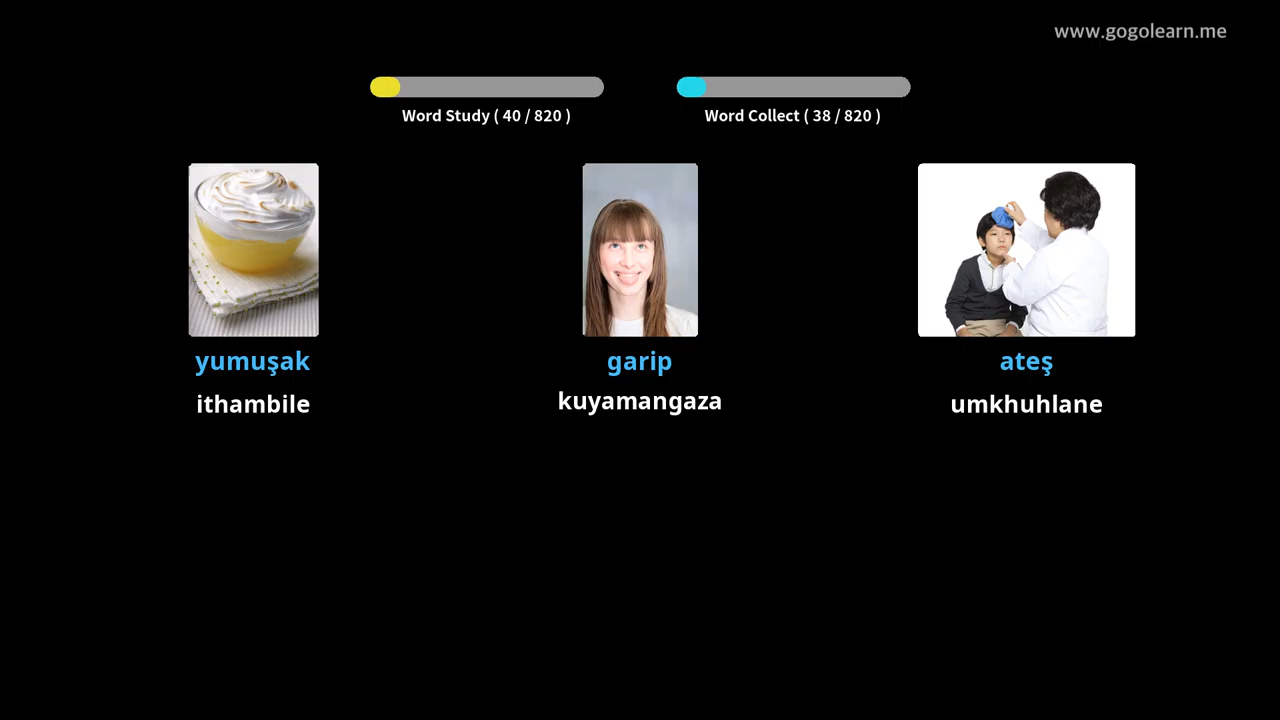 www.gogolearn.me
Word Study ( 40 / 820 )
Word Collect ( 38 / 820 )
yumuşak
ithambile
garip
kuyamangaza
ateş
umkhuhlane